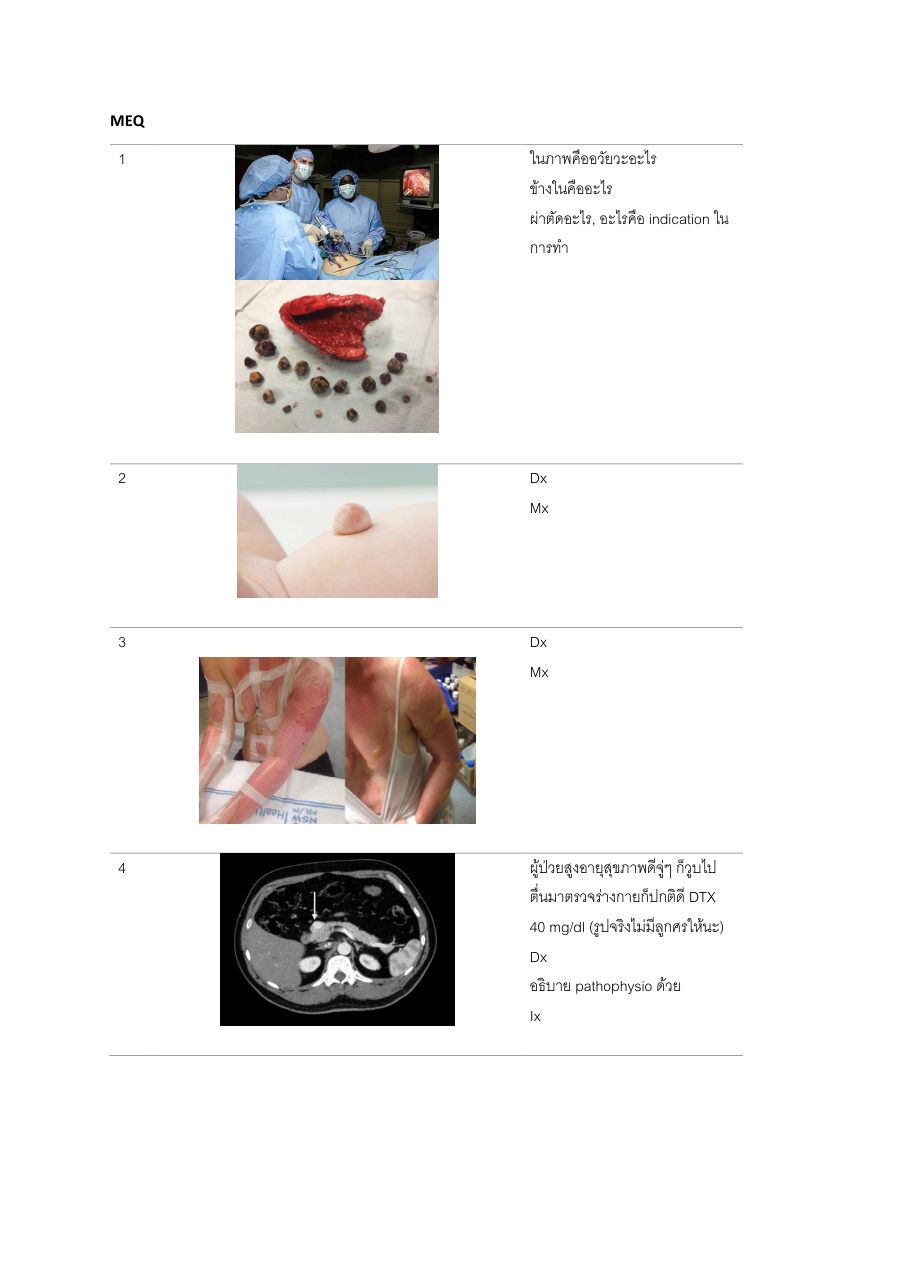 MEQ
1
ในภาพคืออวัยวะอะไร
ข้างในคืออะไร
ผ่าตัดอะไร, อะไรคือ indication ใน
การทำ
2
Dx
Mx
3
Dx
Mx
4
ผู้ป่วยสูงอายุสุขภาพดีจู่ๆ ก็วูบไป
ตื่นมาตรวจร่างกายก็ปกติดี DTX
40 mg/dl (รูปจริงไม่มีลูกศรให้นะ)
Dx
อธิบาย pathophysio ด้วย
Ix